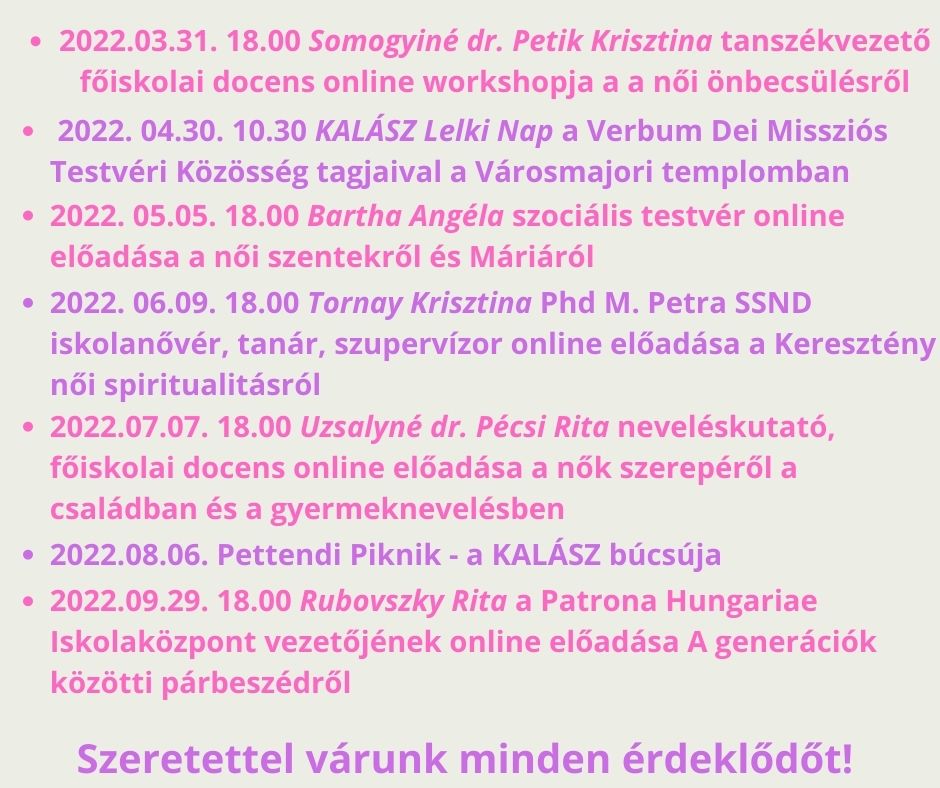 • 2022.03.31. 18.00 Somogyiné dr. Petik Krisztina tanszékvezető
főiskolai docens online workshopja a a női önbecsülésről
• 2022. 04.30. 10.30 KALÁSZ Lelki Nap a Verbum Dei Missziós
Testvéri Közösség tagjaival a Városmajori templomban
• 2022. 05.05. 18.00 Bartha Angéla szociális testvér online
előadása a női szentekről és Máriáról
• 2022. 06.09. 18.00 Tornay Krisztina Phd M. Petra SSND
iskolanővér, tanár, szupervízor online előadása a Keresztény
női spiritualitásról
• 2022.07.07. 18.00 Uzsalyné dr. Pécsi Rita neveléskutató,
főiskolai docens online előadása a nők szerepéről a
családban és a gyermeknevelésben
• 2022.08.06. Pettendi Piknik - a KALÁSZ búcsúja
• 2022.09.29. 18.00 Rubovszky Rita a Patrona Hungariae
Iskolaközpont vezetőjének online előadása A generációk
közötti párbeszédről
Szeretettel várunk minden érdeklődőt!